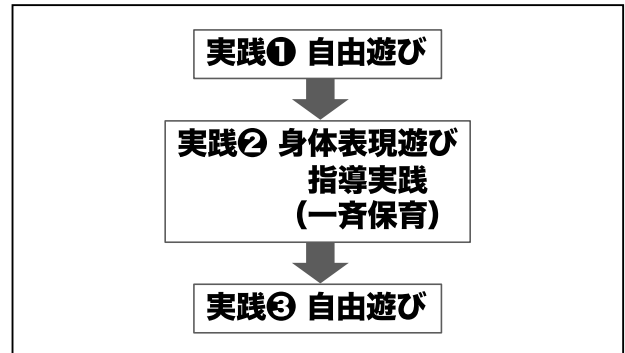 実践❶ 自由遊び
実践❷ 身体表現遊び
指導実践
（一斉保育）
実践❸ 自由遊び